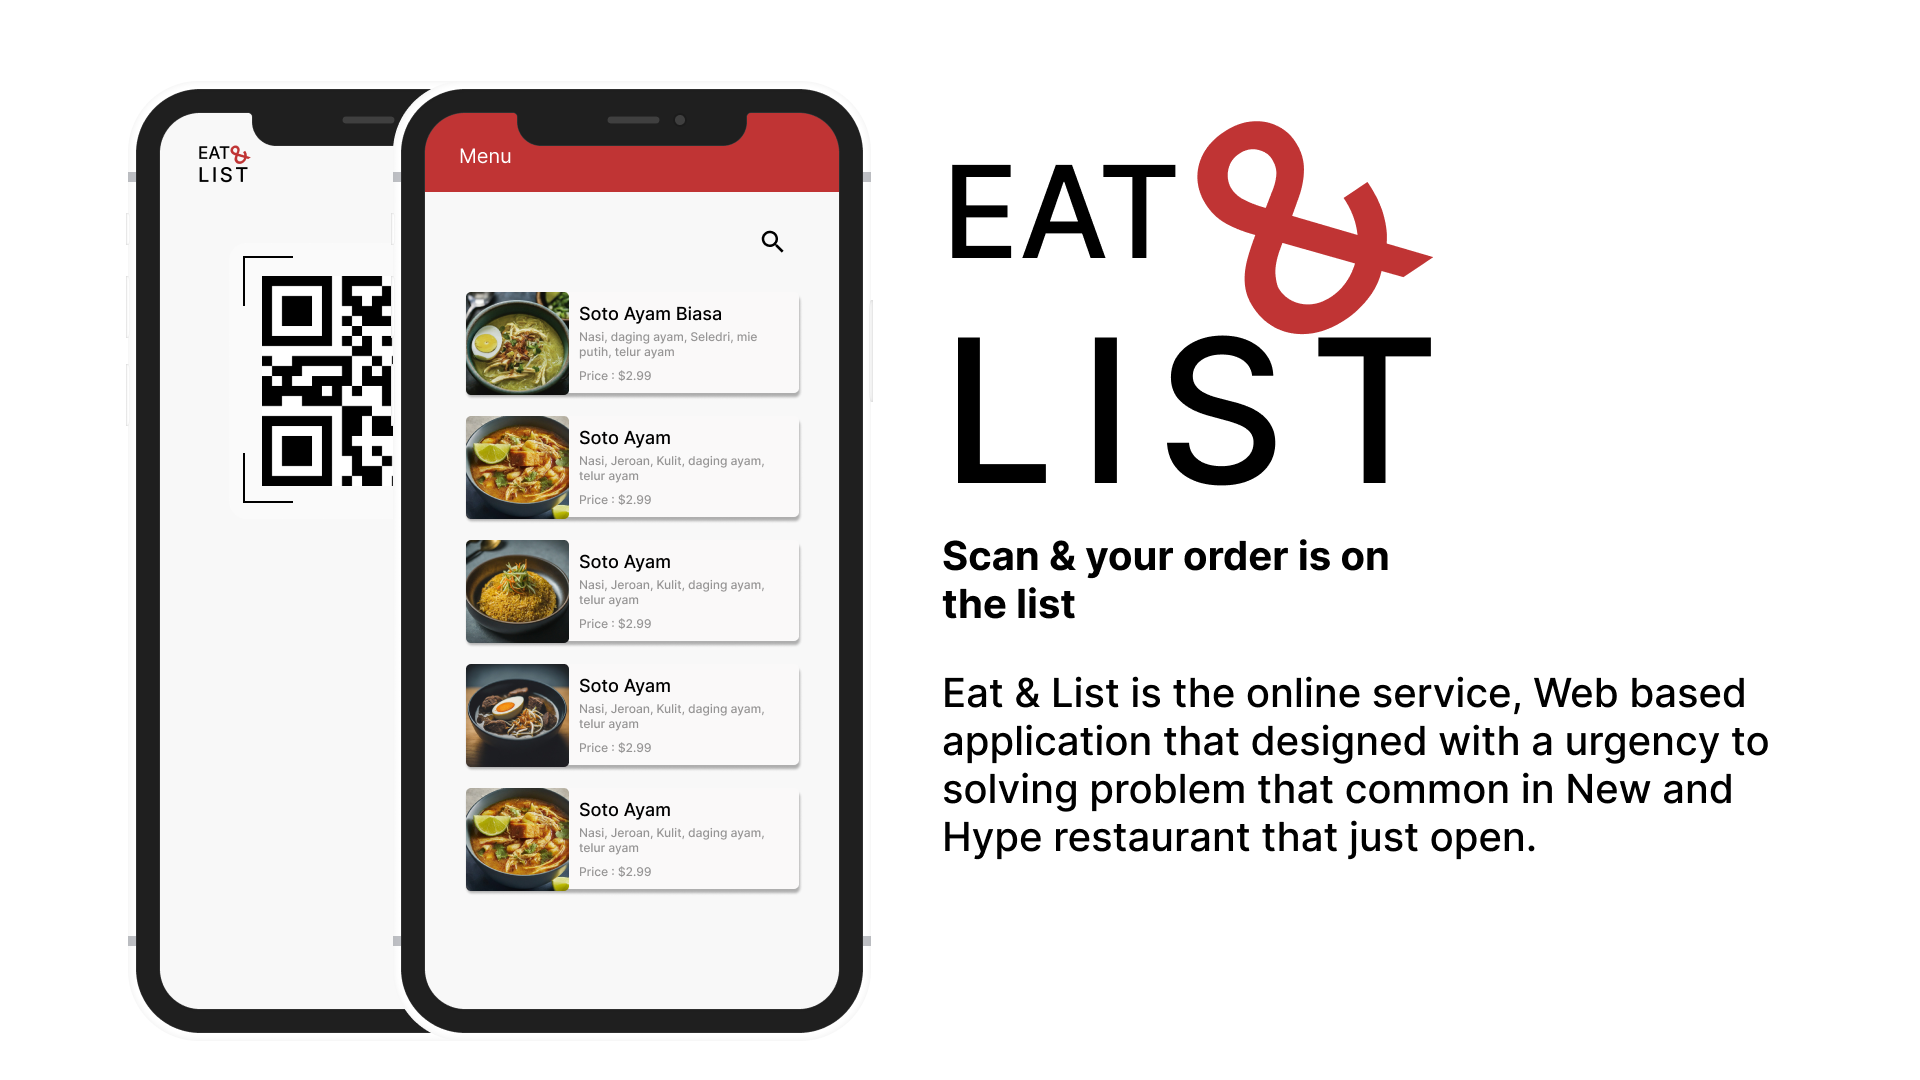 EAT&
LIST
Menu
Soto Ayam Biasa
Nasi, daging ayam, Seledri, mie
putih, telur ayam
Price : $2.99
Soto Ayam
Nasi, Jeroan, Kulit, daging ayam,
telur ayam
Price : $2.99
Soto Ayam
Nasi, Jeroan, Kulit, daging ayam,
telur ayam
Price : $2.99
Soto Ayam
Nasi, Jeroan, Kulit, daging ayam,
telur ayam
Price : $2.99
Soto Ayam
Nasi, Jeroan, Kulit, daging ayam,
telur ayam
Price : $2.99
EAT&
LIST
Scan & your order is on
the list
Eat & List is the online service, Web based
application that designed with a urgency to
solving problem that common in New and
Hype restaurant that just open.